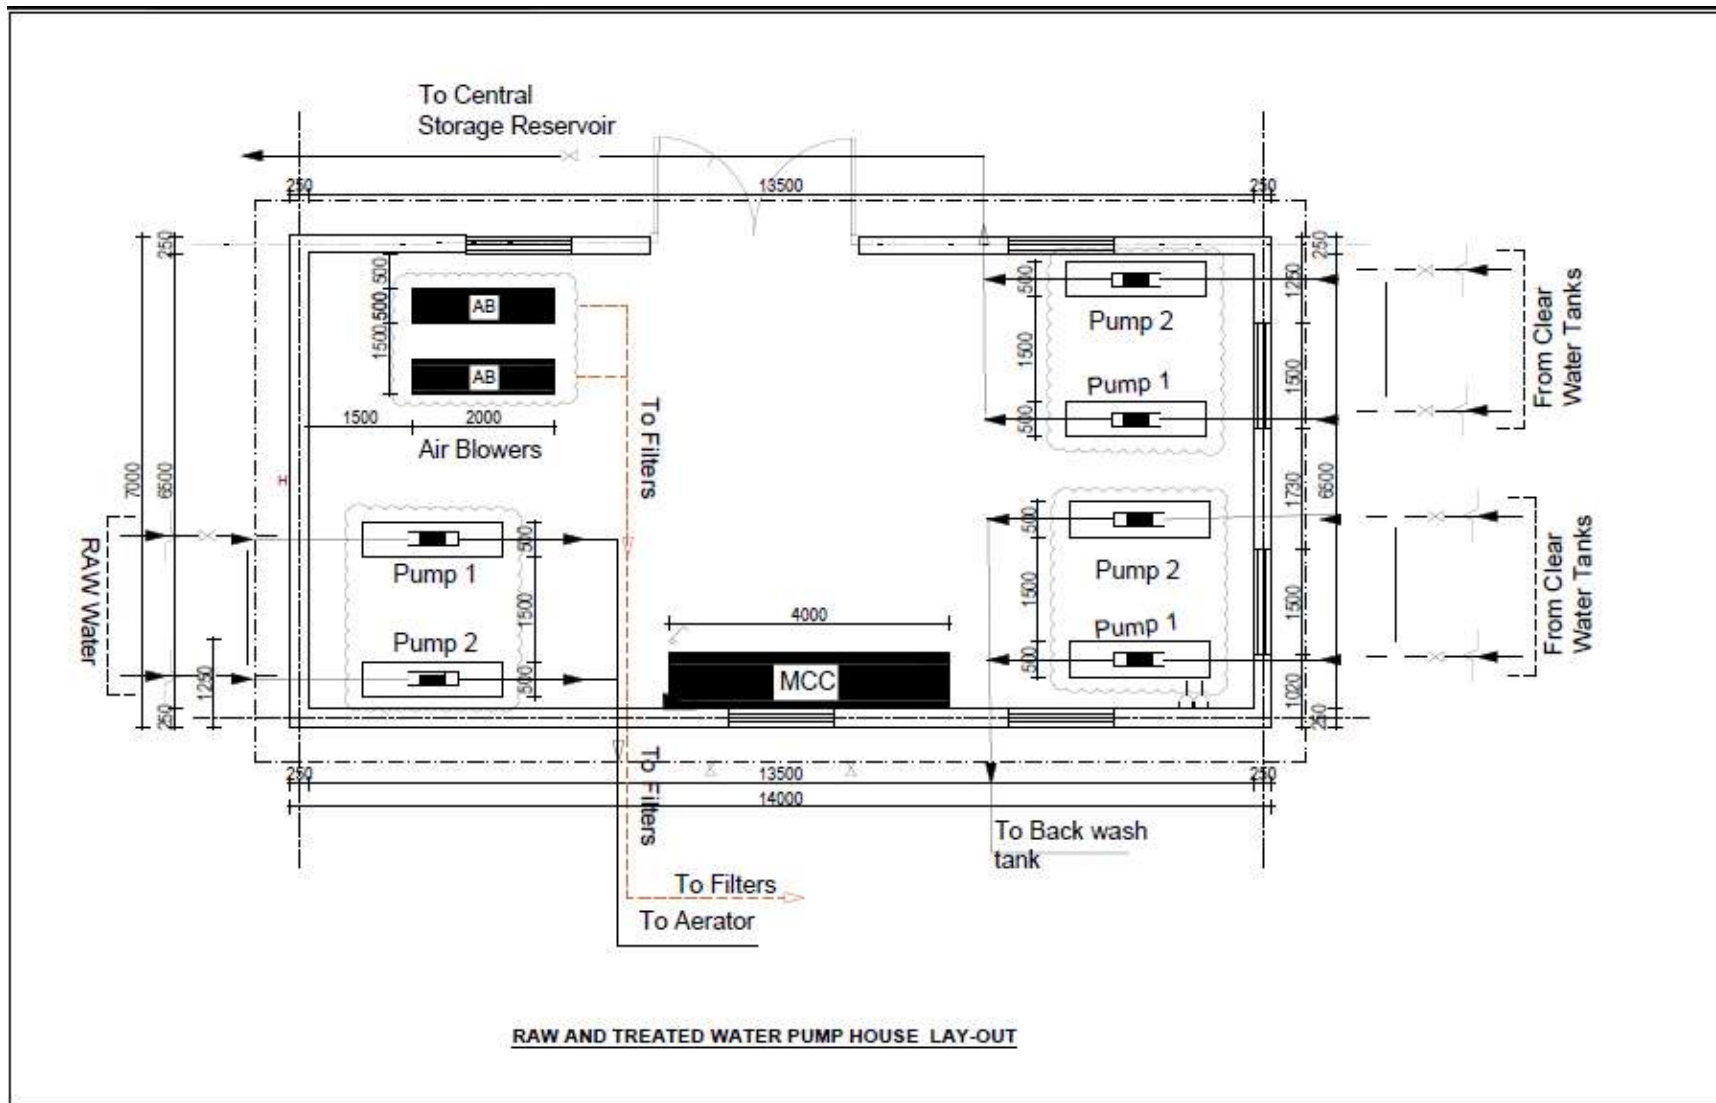 To Central
Storage Reservoir
250
13500
250
250
500
500
1500
AB
AB
1500
2000
Air Blowers
To Filters
7000
6500
H
RAW Water
1250
250
Pump 1
Pump 2
500
1500
500
4000
MCC
500
Pump 2
1500
Pump 1
500
500
Pump 2
1500
Pump 1
500
250
1250
1500
1730
6500
1500
1020
250
From Clear
Water Tanks
From Clear
Water Tanks
250
13500
250
14000
To Filters
To Back wash
tank
To Filters
To Aerator
RAW AND TREATED WATER PUMP HOUSE LAY-OUT